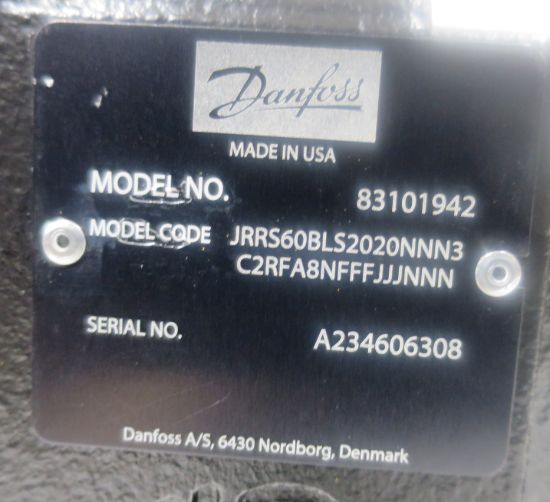 Danfoss
MADE IN USA
MODEL NO. 83101942
MODEL CODE JRRS60BLS2020NNN3
C2RFA8NFFFJJJNNN
SERIAL NO. A234606308
Danfoss A/S, 6430 Nordborg, Denmark